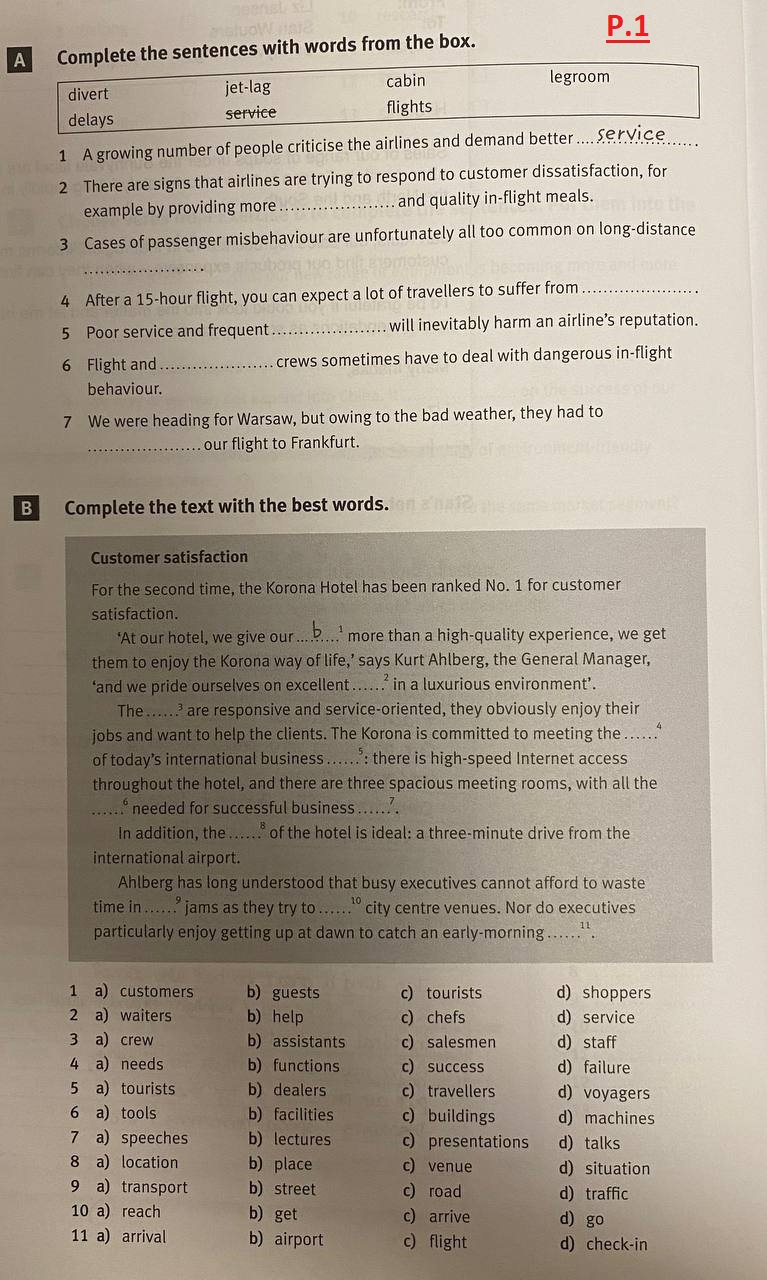 P.1
A Complete the sentences with words from the box.
divert jet-lag cabin legroom
delays service flights
1 A growing number of people criticise the airlines and demand better ....service......
2 There are signs that airlines are trying to respond to customer dissatisfaction, for
example by providing more .................... and quality in-flight meals.
3 Cases of passenger misbehaviour are unfortunately all too common on long-distance
.....................
4 After a 15-hour flight, you can expect a lot of travellers to suffer from .....................
5 Poor service and frequent .................... will inevitably harm an airline's reputation.
6 Flight and .................... crews sometimes have to deal with dangerous in-flight
behaviour.
7 We were heading for Warsaw, but owing to the bad weather, they had to
.................... our flight to Frankfurt.
B Complete the text with the best words.
Customer satisfaction
For the second time, the Korona Hotel has been ranked No. 1 for customer
satisfaction.
'At our hotel, we give our ...b...¹ more than a high-quality experience, we get
them to enjoy the Korona way of life,' says Kurt Ahlberg, the General Manager,
'and we pride ourselves on excellent ......² in a luxurious environment'.
The ......³ are responsive and service-oriented, they obviously enjoy their
jobs and want to help the clients. The Korona is committed to meeting the ......⁴
of today's international business ......⁵: there is high-speed Internet access
throughout the hotel, and there are three spacious meeting rooms, with all the
......⁶ needed for successful business ......⁷.
In addition, the ......⁸ of the hotel is ideal: a three-minute drive from the
international airport.
Ahlberg has long understood that busy executives cannot afford to waste
time in ......⁹ jams as they try to ......¹⁰ city centre venues. Nor do executives
particularly enjoy getting up at dawn to catch an early-morning ......¹¹.
1 a) customers b) guests c) tourists d) shoppers
2 a) waiters b) help c) chefs d) service
3 a) crew b) assistants c) salesmen d) staff
4 a) needs b) functions c) success d) failure
5 a) tourists b) dealers c) travellers d) voyagers
6 a) tools b) facilities c) buildings d) machines
7 a) speeches b) lectures c) presentations d) talks
8 a) location b) place c) venue d) situation
9 a) transport b) street c) road d) traffic
10 a) reach b) get c) arrive d) go
11 a) arrival b) airport c) flight d) check-in